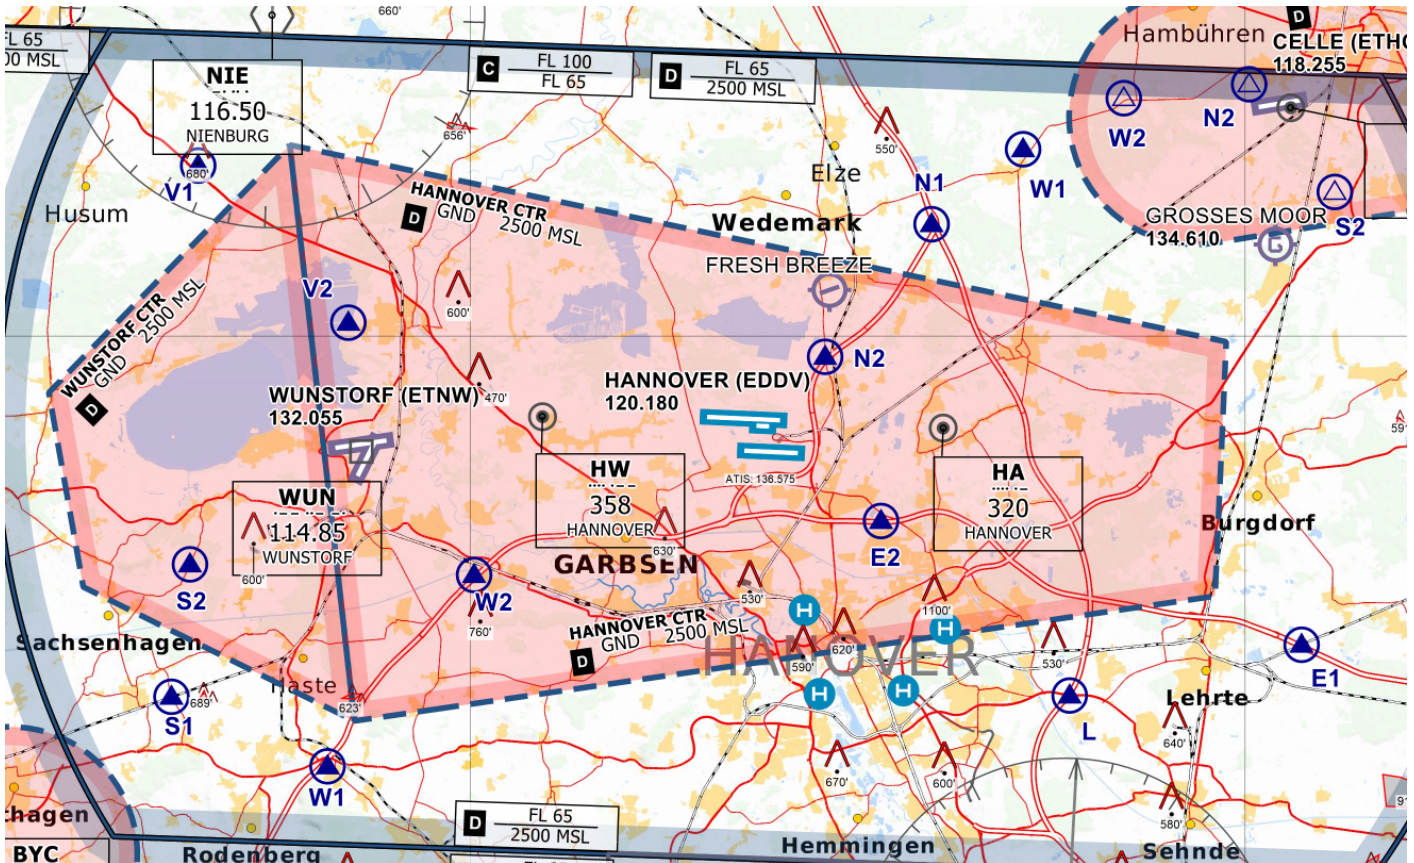 660'
FL 65
00 MSL
NIE
116.50
NIENBURG
680'
V1
Husum
656'
C
FL 100
FL 65
D
FL 65
2500 MSL
550'
Elze
Wedemark
N1
W1
Hambühren
D
CELLE (ETHC
118.255
W2
N2
S2
GROSSES MOOR
134.610
G
HANNOVER CTR
D
GND 2500 MSL
FRESH BREEZE
V2
600'
WUNSTORF CTR
GND 2500 MSL
D
WUNSTORF (ETNW)
132.055
470'
HANNOVER (EDDV)
120.180
N2
ATIS: 136.575
WUN
114.85
WUNSTORF
600'
HW
358
HANNOVER
630'
GARBSEN
HA
320
HANNOVER
E2
59
Burgdorf
S2
W2
760'
530'
1100'
HANNOVER CTR
GND 2500 MSL
D
H
H
620'
590'
HANOVER
530'
E1
Sachsenhagen
Haste
S1
689'
623'
H
H
L
Lehrte
640'
W1
670'
600'
580'
91
hagen
BYC
Rodenberg
D
FL 65
2500 MSL
Hemmingen
Sehnde